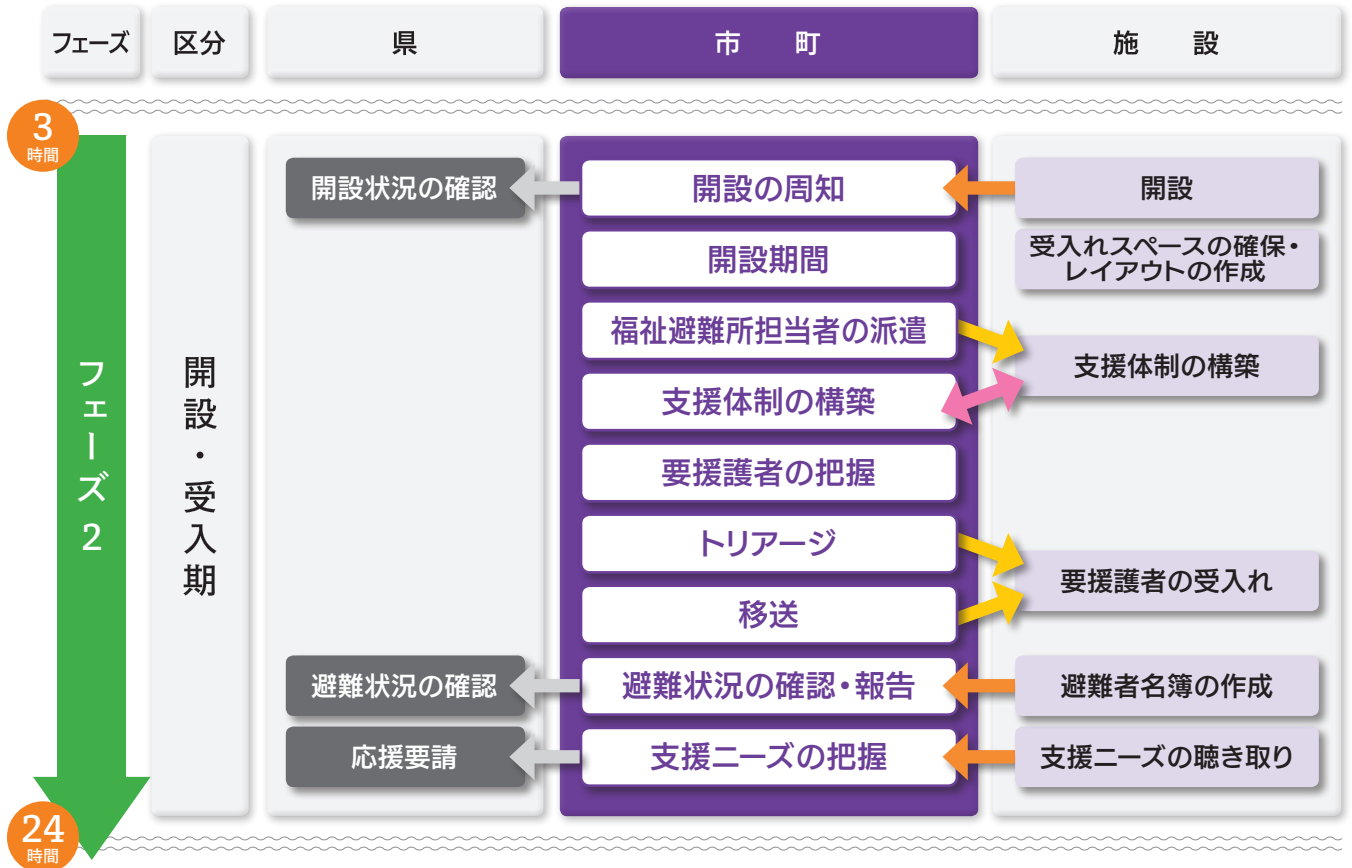 フェーズ
区分
県
市 町
施 設
3
時間
フェーズ2
開設・受入期
開設状況の確認
開設の周知
開設
開設期間
受入れスペースの確保・
レイアウトの作成
福祉避難所担当者の派遣
支援体制の構築
支援体制の構築
要援護者の把握
トリアージ
要援護者の受入れ
移送
避難状況の確認
避難状況の確認・報告
避難者名簿の作成
応援要請
支援ニーズの把握
支援ニーズの聴き取り
24
時間